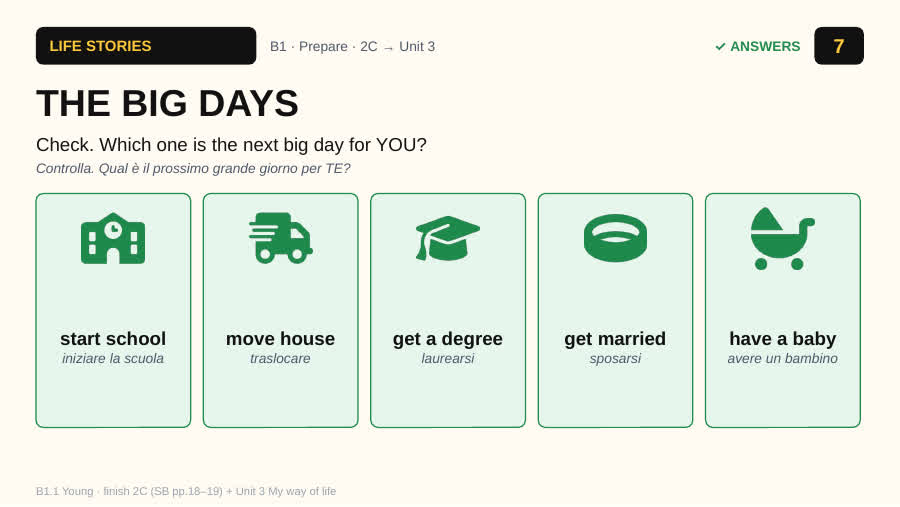 LIFE STORIES
B1 · Prepare · 2C → Unit 3
✓ ANSWERS
7
THE BIG DAYS
Check. Which one is the next big day for YOU?
Controlla. Qual è il prossimo grande giorno per TE?
start school
iniziare la scuola
move house
traslocare
get a degree
laurearsi
get married
sposarsi
have a baby
avere un bambino
B1.1 Young · finish 2C (SB pp.18–19) + Unit 3 My way of life